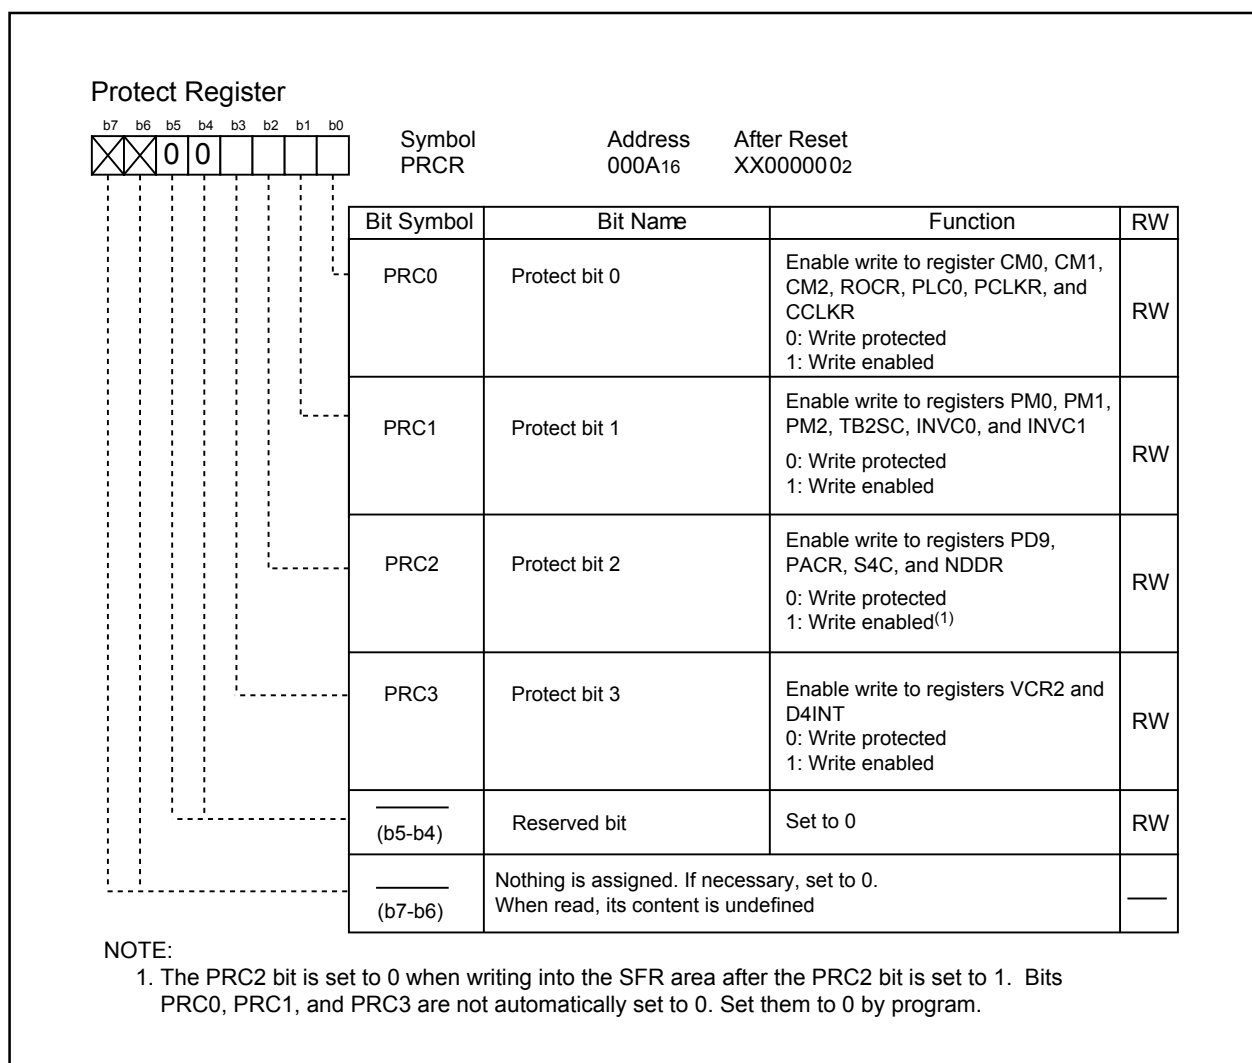 Protect Register
b7 b6 b5 b4 b3 b2 b1 b0
0 0
Symbol Address After Reset
PRCR 000A16 XX0000002
Bit Symbol Bit Name Function RW
PRC0 Protect bit 0 Enable write to register CM0, CM1,
CM2, ROCR, PLC0, PCLKR, and
CCLKR
0: Write protected
1: Write enabled
RW
PRC1 Protect bit 1 Enable write to registers PM0, PM1,
PM2, TB2SC, INVC0, and INVC1
0: Write protected
1: Write enabled
RW
PRC2 Protect bit 2 Enable write to registers PD9,
PACR, S4C, and NDDR
0: Write protected
1: Write enabled(1)
RW
PRC3 Protect bit 3 Enable write to registers VCR2 and
D4INT
0: Write protected
1: Write enabled
RW
(b5-b4) Reserved bit Set to 0 RW
(b7-b6) Nothing is assigned. If necessary, set to 0.
When read, its content is undefined
NOTE:
1. The PRC2 bit is set to 0 when writing into the SFR area after the PRC2 bit is set to 1. Bits
PRC0, PRC1, and PRC3 are not automatically set to 0. Set them to 0 by program.